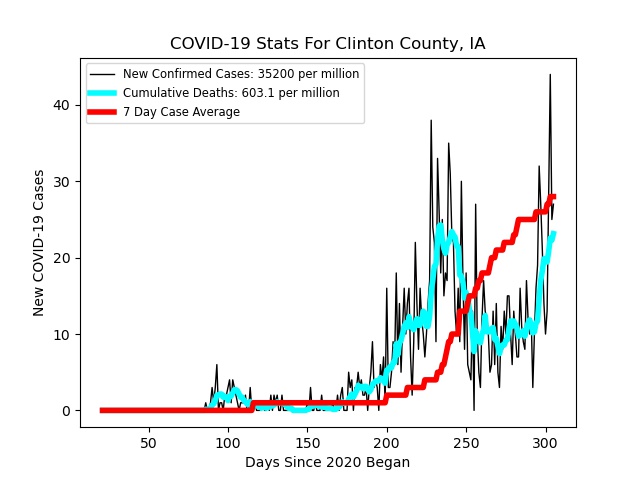 COVID-19 Stats For Clinton County, IA
New Confirmed Cases: 35200 per million
Cumulative Deaths: 603.1 per million
7 Day Case Average
New COVID-19 Cases
40
30
20
10
0
50 100 150 200 250 300
Days Since 2020 Began